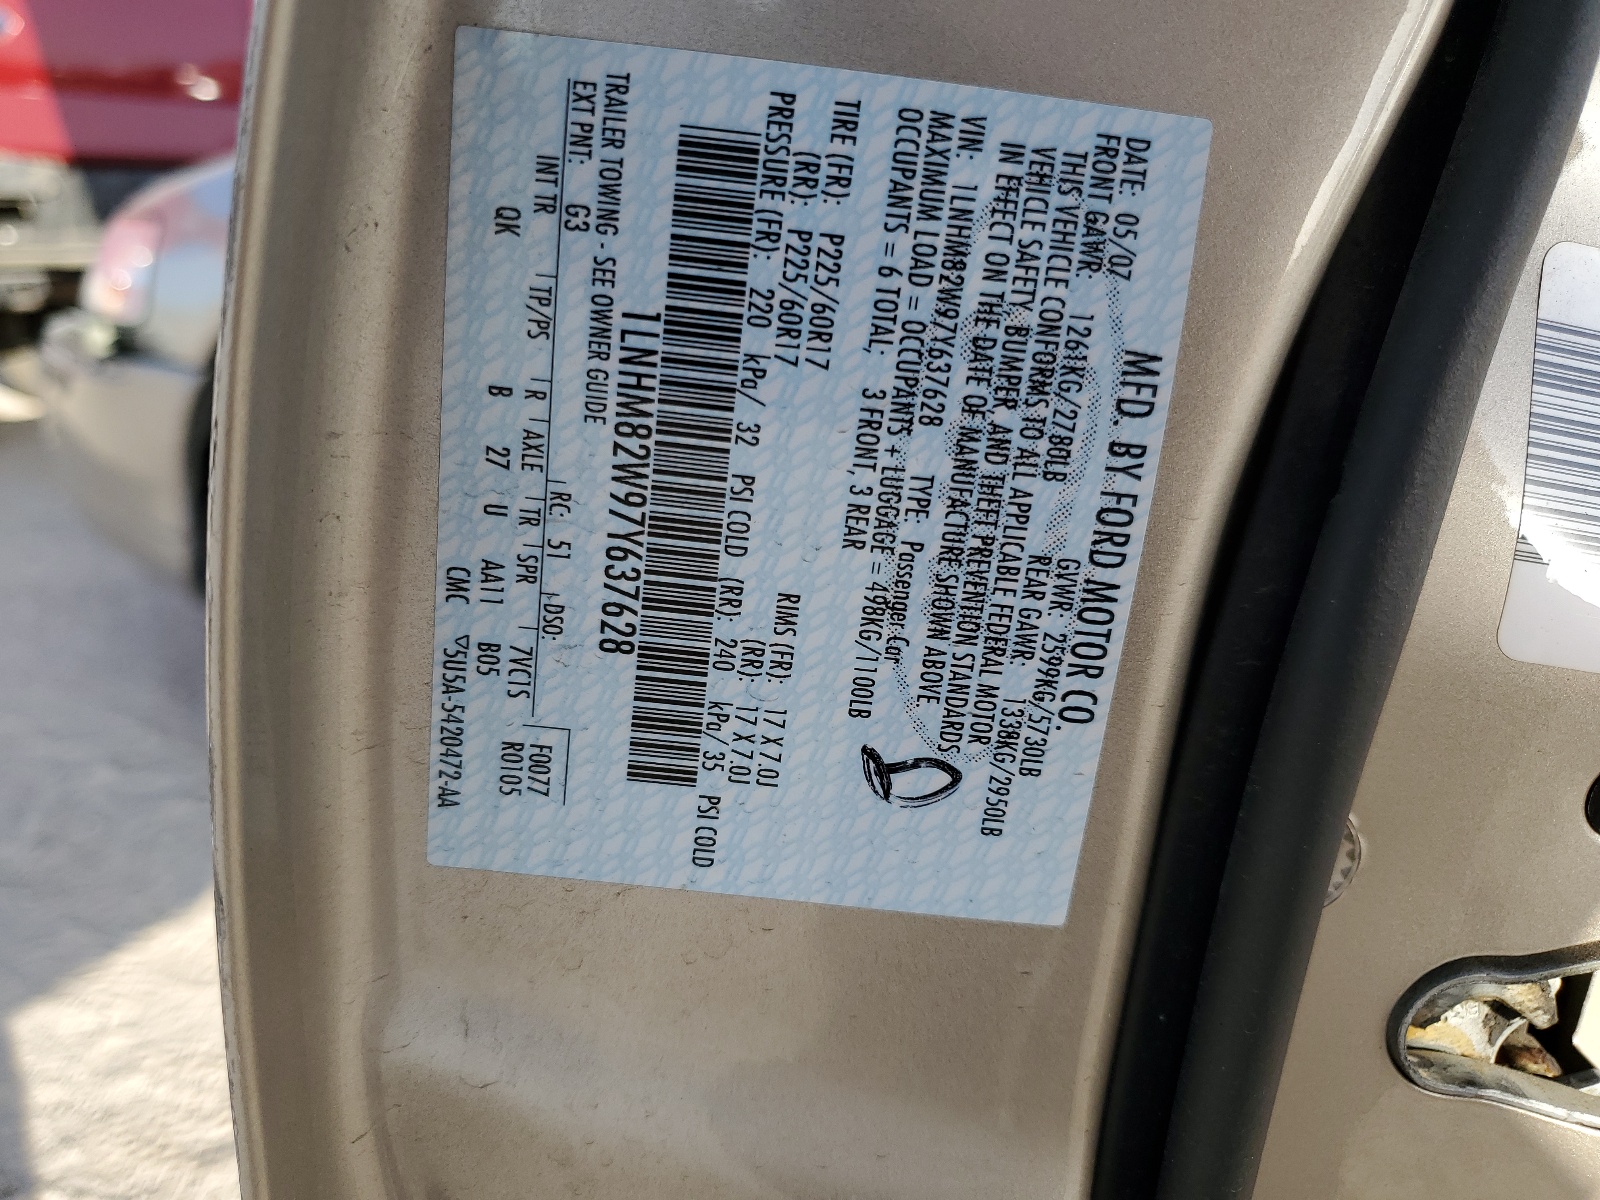 MFD. BY FORD MOTOR CO.
DATE: 05/07 GVWR: 2599KG/5730LB
FRONT GAWR: 1261KG/2780LB REAR GAWR: 1338KG/2950LB
THIS VEHICLE CONFORMS TO ALL APPLICABLE FEDERAL MOTOR
VEHICLE SAFETY, BUMPER, AND THEFT PREVENTION STANDARDS
IN EFFECT ON THE DATE OF MANUFACTURE SHOWN ABOVE.
VIN: 1LNHM82W97Y637628 TYPE: Passenger Car
MAXIMUM LOAD = OCCUPANTS + LUGGAGE = 498KG/1100LB
OCCUPANTS = 6 TOTAL, 3 FRONT, 3 REAR
TIRE (FR): P225/60R17 RIMS (FR): 17 X 7.0J
(RR): P225/60R17 (RR): 17 X 7.0J
PRESSURE (FR): 220 kPa/ 32 PSI COLD (RR): 240 kPa/ 35 PSI COLD
1LNHM82W97Y637628
TRAILER TOWING - SEE OWNER GUIDE
EXT PNT: G3 RC: 51 DSO: F0077
INT TR TP/PS R AXLE TR SPR 7VC1S R0105
QK B 27 U AA11 B05
CMC 5U5A-5420472-AA